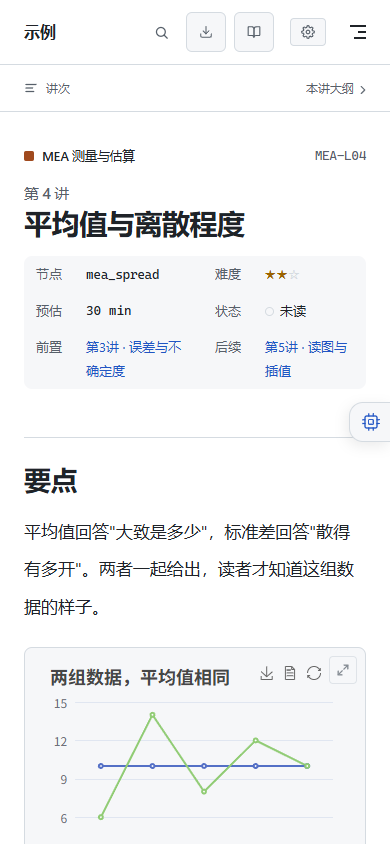 示例
讲次
本讲大纲
MEA 测量与估算
MEA-L04
第 4 讲
平均值与离散程度
节点 mea_spread 难度 ★★☆
预估 30 min 状态 未读
前置 第3讲 · 误差与不确定度 后续 第5讲 · 读图与插值
要点
平均值回答"大致是多少"，标准差回答"散得
有多开"。两者一起给出，读者才知道这组数
据的样子。
两组数据，平均值相同
15
12
9
6